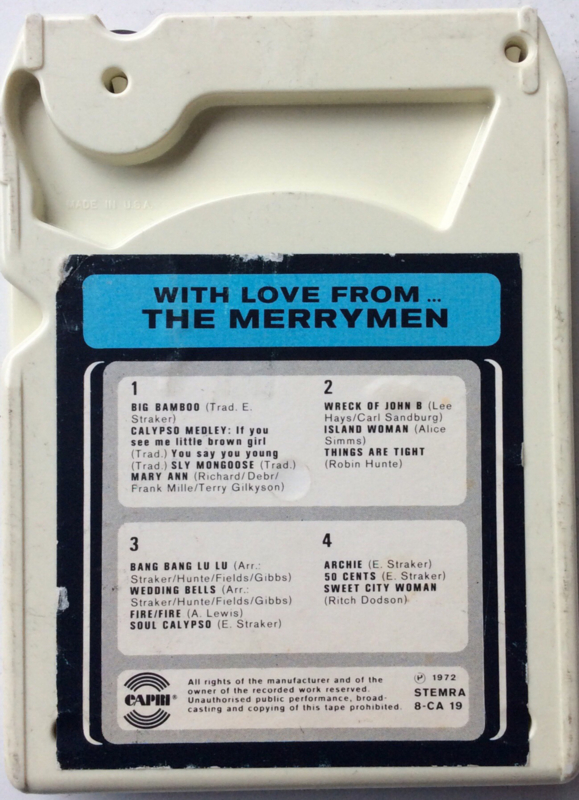 MADE IN U.S.A.
WITH LOVE FROM ...
THE MERRYMEN
1
BIG BAMBOO (Trad. E.
Straker)
CALYPSO MEDLEY: If you
see me little brown girl
(Trad.) You say you young
(Trad.) SLY MONGOOSE (Trad.)
MARY ANN (Richard/Debr/
Frank Mille/Terry Gilkyson)
2
WRECK OF JOHN B (Lee
Hays/Carl Sandburg)
ISLAND WOMAN (Alice
Simms)
THINGS ARE TIGHT
(Robin Hunte)
3
BANG BANG LU LU (Arr.:
Straker/Hunte/Fields/Gibbs)
WEDDING BELLS (Arr.:
Straker/Hunte/Fields/Gibbs)
FIRE/FIRE (A. Lewis)
SOUL CALYPSO (E. Straker)
4
ARCHIE (E. Straker)
50 CENTS (E. Straker)
SWEET CITY WOMAN
(Ritch Dodson)
CAPRI®
All rights of the manufacturer and of the
owner of the recorded work reserved.
Unauthorised public performance, broad-
casting and copying of this tape prohibited.
℗ 1972
STEMRA
8-CA 19